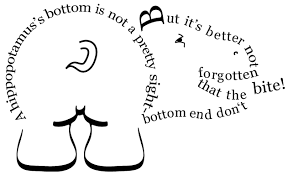 A hippopotamus's bottom is not a pretty sight-
But it's better not
forgotten
that the
bottom end don't bite!